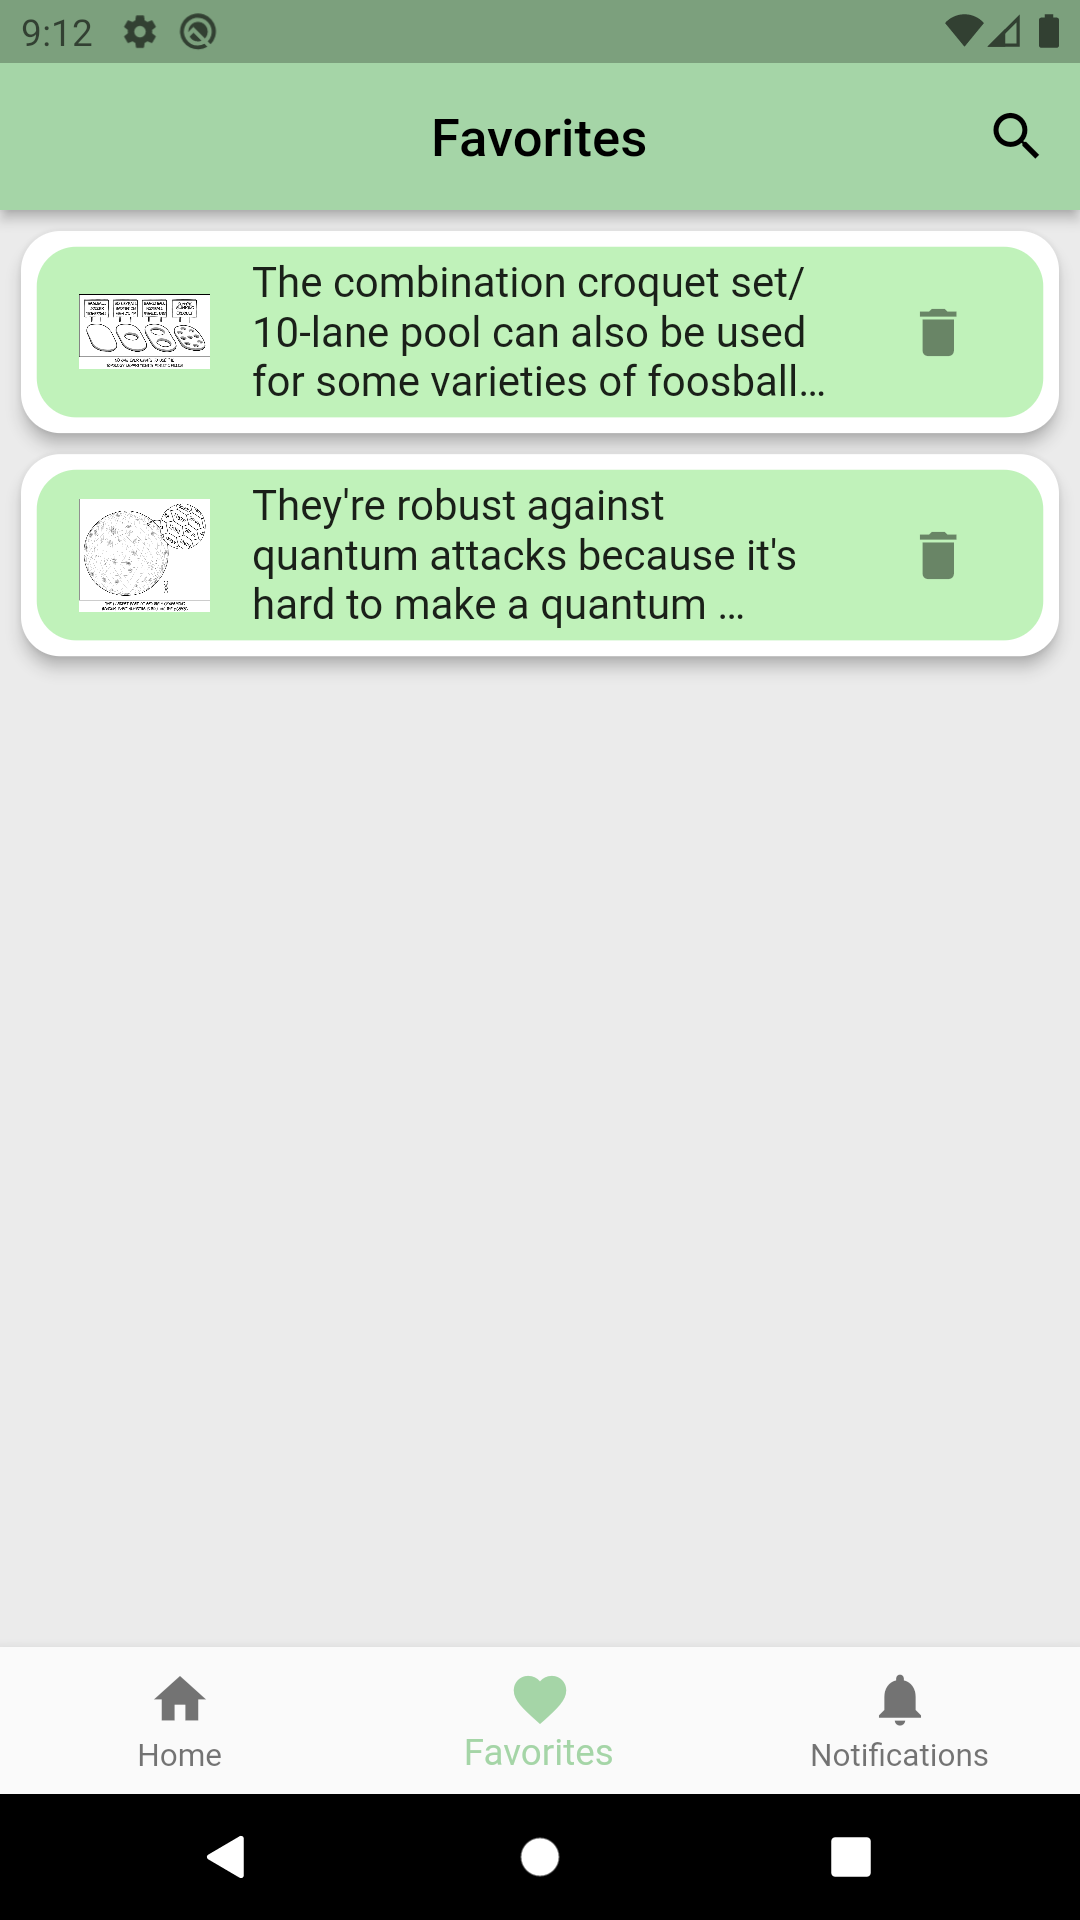 9:12
Favorites
The combination croquet set/
10-lane pool can also be used
for some varieties of foosball…
They're robust against
quantum attacks because it's
hard to make a quantum …
Home
Favorites
Notifications